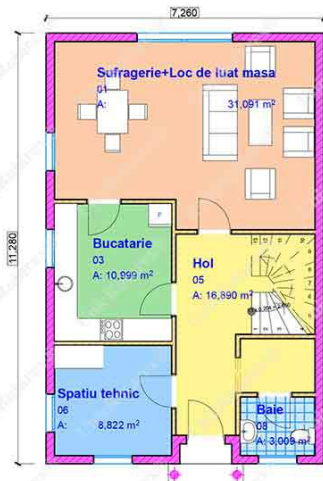 7,260
Sufragerie+Loc de luat masa
01
A: 31,091 m²
11,280
Bucatarie
03
A: 10,999 m²
Hol
05
A: 16,890 m²
Spatiu tehnic
06
A: 8,822 m²
Baie
08
A: 3,009 m²